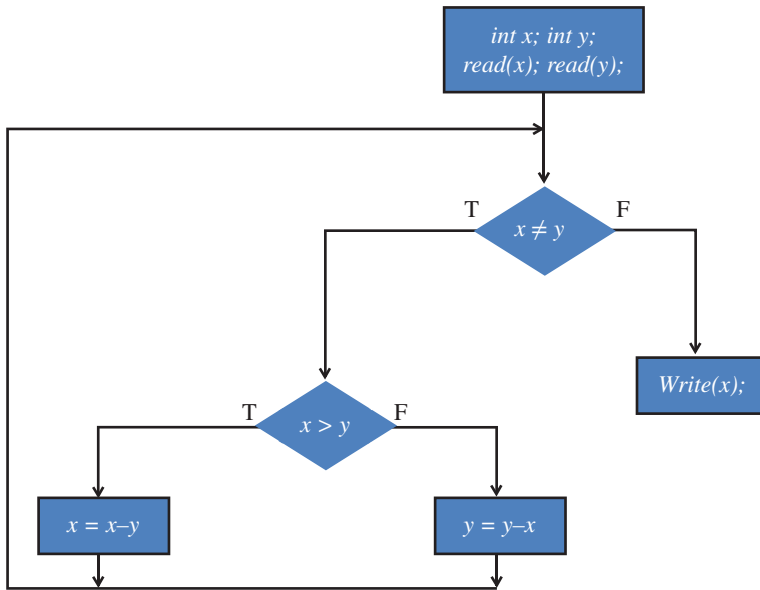 int x; int y;
read(x); read(y);
T
F
x ≠ y
Write(x);
T
F
x > y
x = x–y
y = y–x